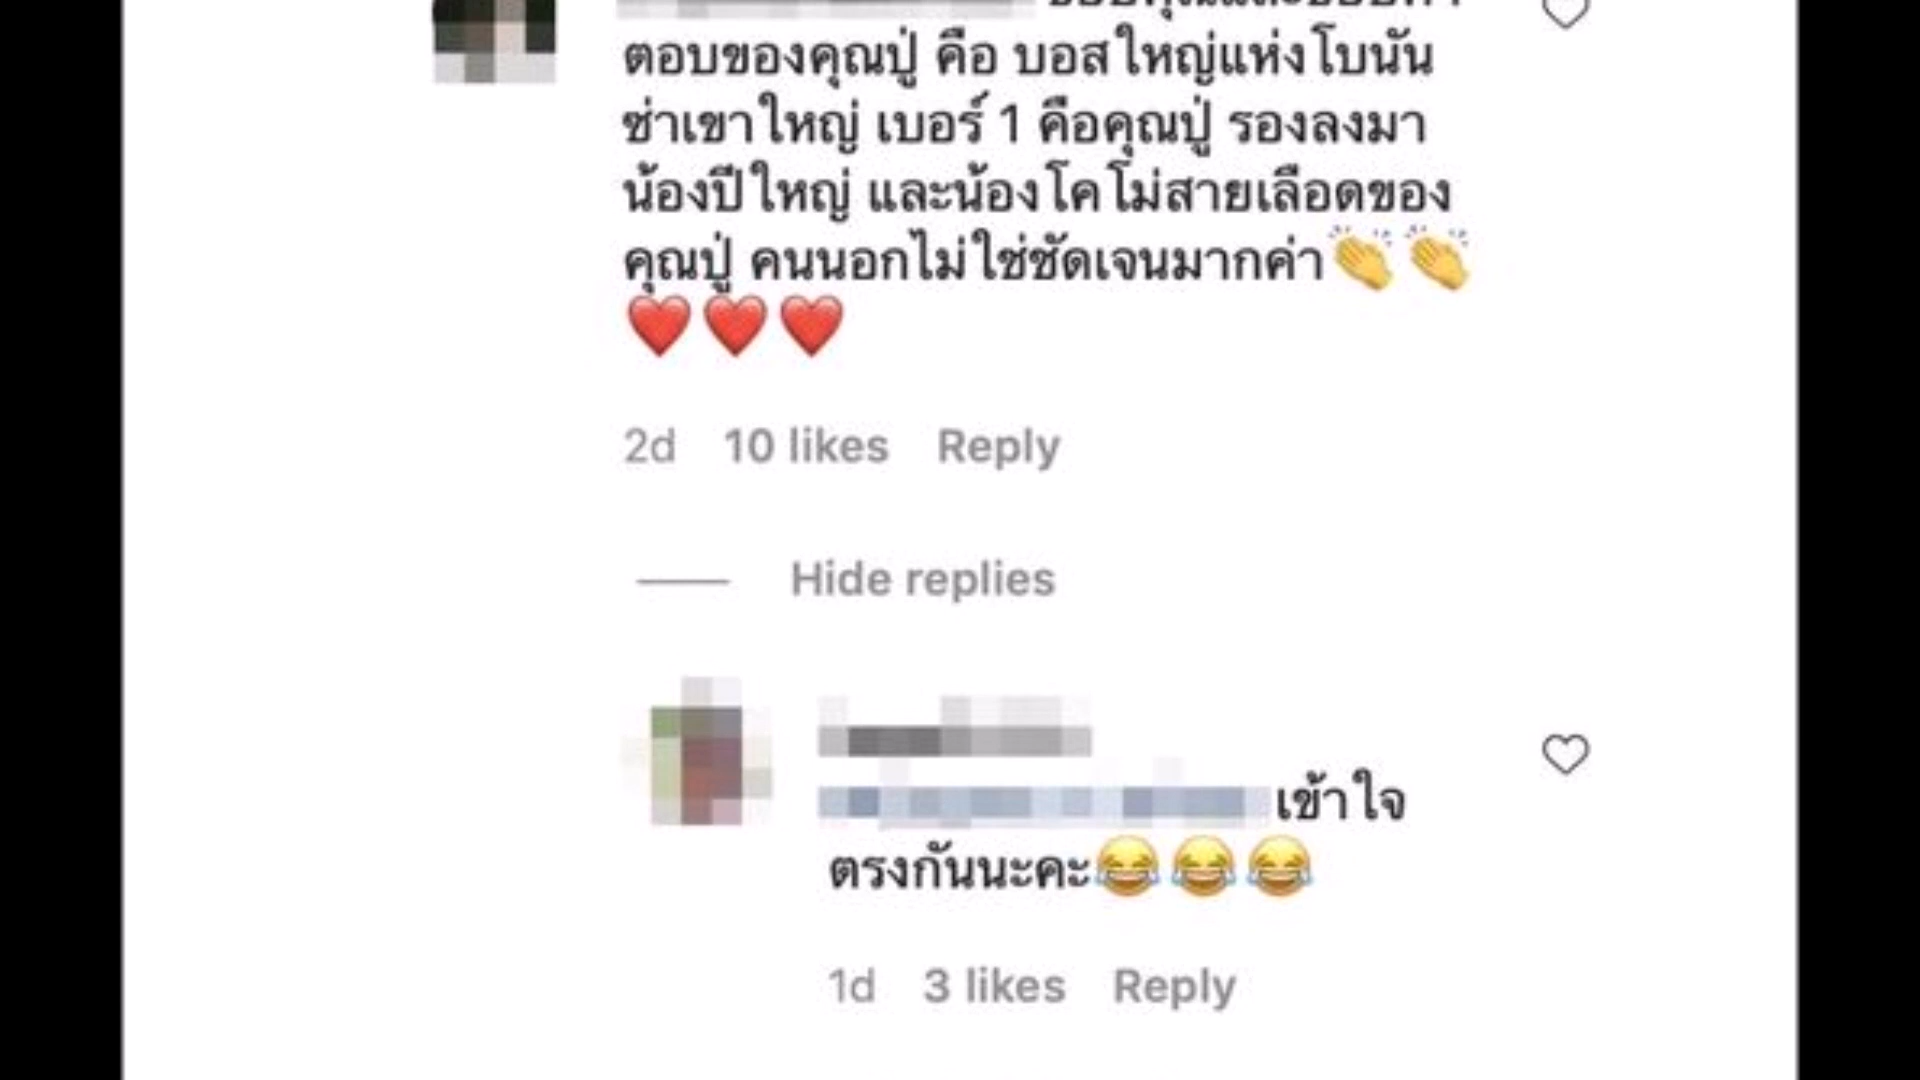 ตอบของคุณปู่ คือ บอสใหญ่แห่งโบนัน
ซ่าเขาใหญ่ เบอร์ 1 คือคุณปู่ รองลงมา
น้องปีใหญ่ และน้องโคโม่สายเลือดของ
คุณปู่ คนนอกไม่ใช่ชัดเจนมากค่า👏👏
❤️❤️❤️
2d 10 likes Reply
Hide replies
เข้าใจ
ตรงกันนะคะ😂😂😂
1d 3 likes Reply